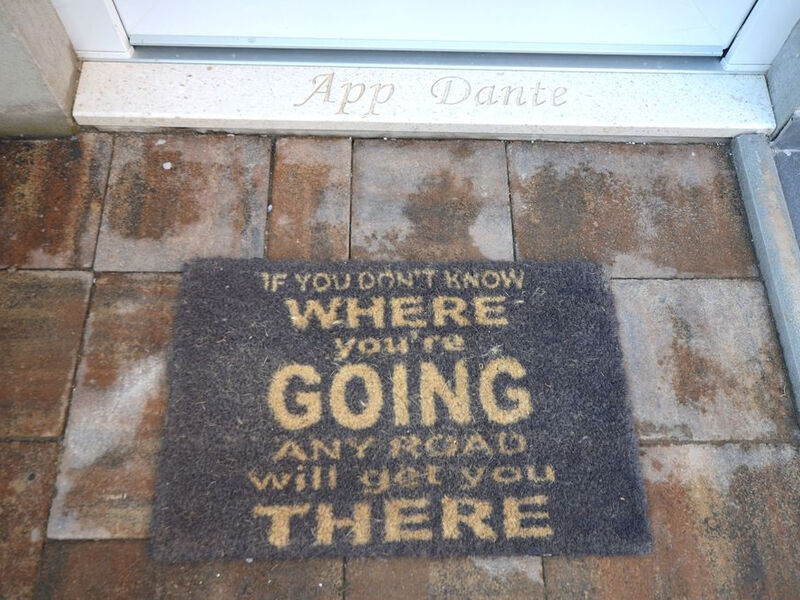 App Dante
IF YOU DON'T KNOW
WHERE
you're
GOING
ANY ROAD
will get you
THERE